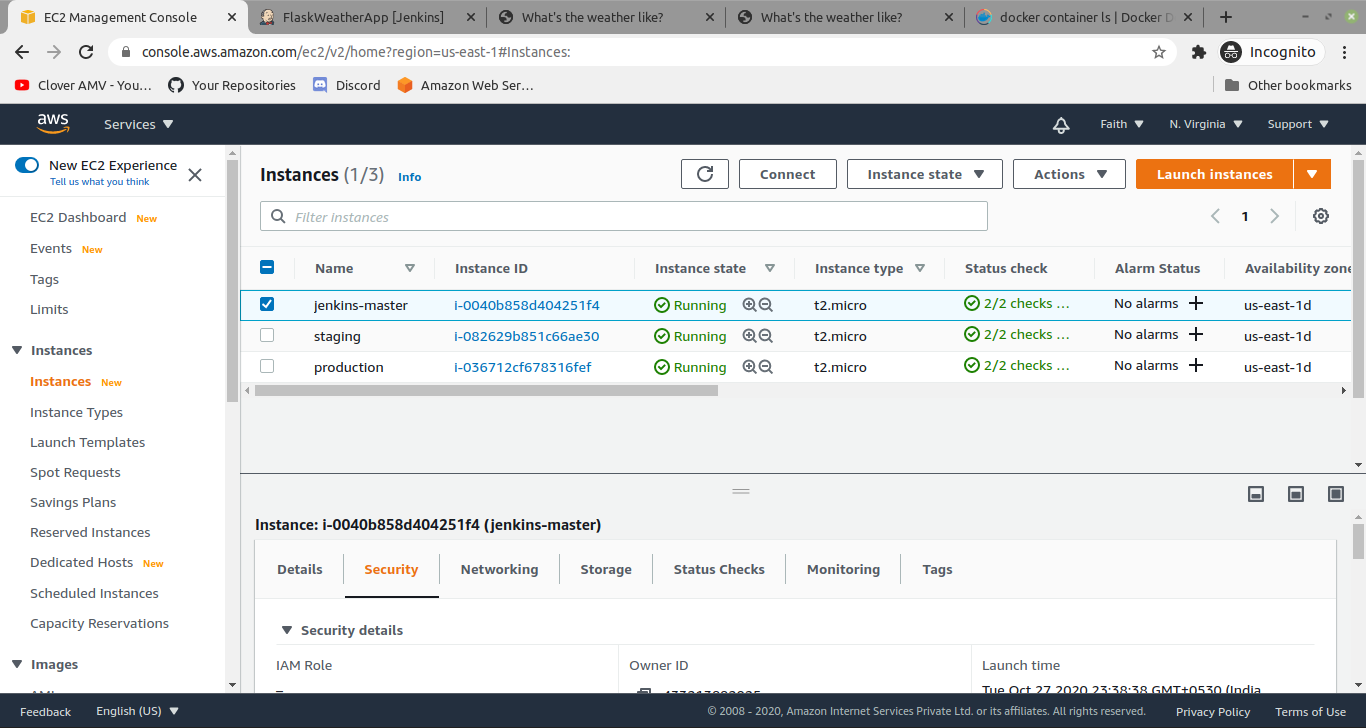 EC2 Management Console
FlaskWeatherApp [Jenkins]
What's the weather like?
What's the weather like?
docker container ls | Docker D
console.aws.amazon.com/ec2/v2/home?region=us-east-1#Instances:
Incognito
Clover AMV - You...
Your Repositories
Discord
Amazon Web Ser...
Other bookmarks
aws
Services
Faith
N. Virginia
Support
New EC2 Experience
Tell us what you think
EC2 Dashboard New
Events New
Tags
Limits
Instances
Instances New
Instance Types
Launch Templates
Spot Requests
Savings Plans
Reserved Instances
Dedicated Hosts New
Scheduled Instances
Capacity Reservations
Images
Instances (1/3) Info
Connect
Instance state
Actions
Launch instances
Filter instances
1
Name Instance ID Instance state Instance type Status check Alarm Status Availability zone
jenkins-master i-0040b858d404251f4 Running t2.micro 2/2 checks ... No alarms us-east-1d
staging i-082629b851c66ae30 Running t2.micro 2/2 checks ... No alarms us-east-1d
production i-036712cf678316fef Running t2.micro 2/2 checks ... No alarms us-east-1d
Instance: i-0040b858d404251f4 (jenkins-master)
Details
Security
Networking
Storage
Status Checks
Monitoring
Tags
Security details
IAM Role
Owner ID
Launch time
–
Tue Oct 27 2020 23:38:38 GMT+0530 (India
Feedback
English (US)
© 2008 - 2020, Amazon Internet Services Private Ltd. or its affiliates. All rights reserved.
Privacy Policy
Terms of Use